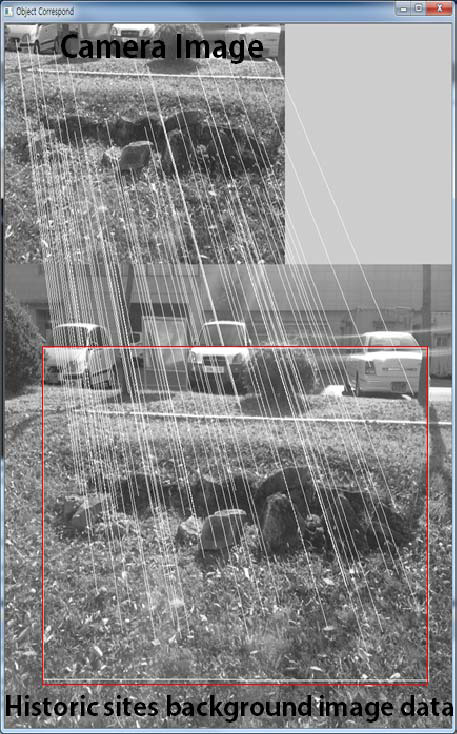 Object Correspond
Camera Image
Historic sites background image data